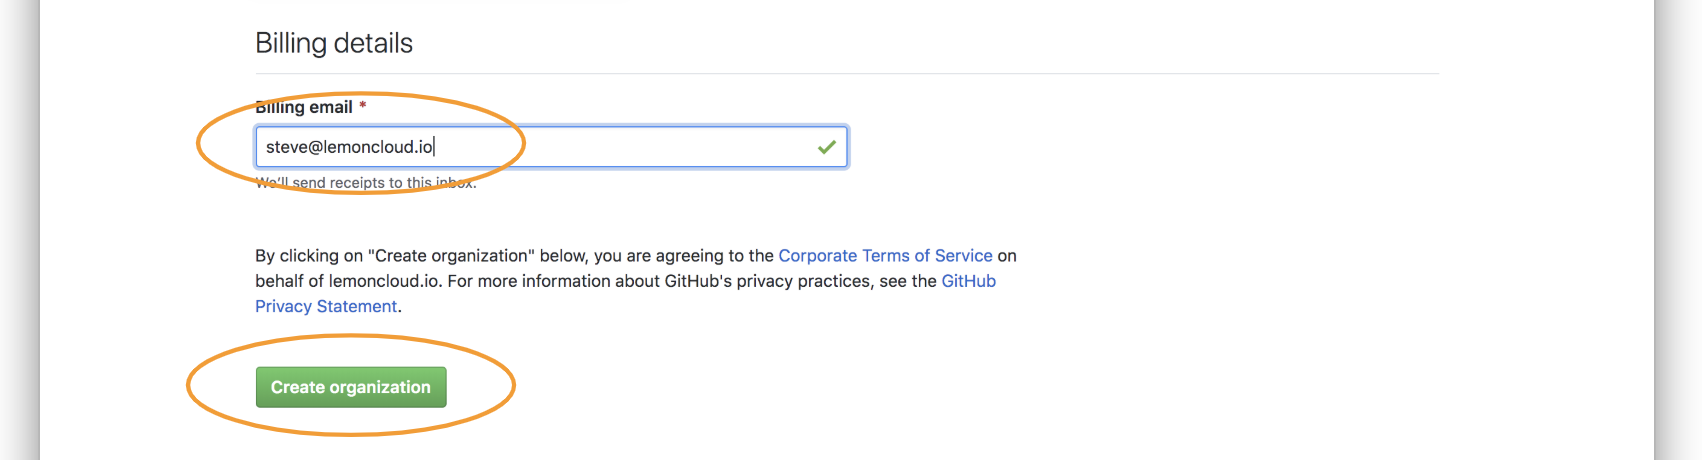 Billing details
Billing email *
steve@lemoncloud.io
We'll send receipts to this inbox.
By clicking on "Create organization" below, you are agreeing to the Corporate Terms of Service on
behalf of lemoncloud.io. For more information about GitHub's privacy practices, see the GitHub
Privacy Statement.
Create organization